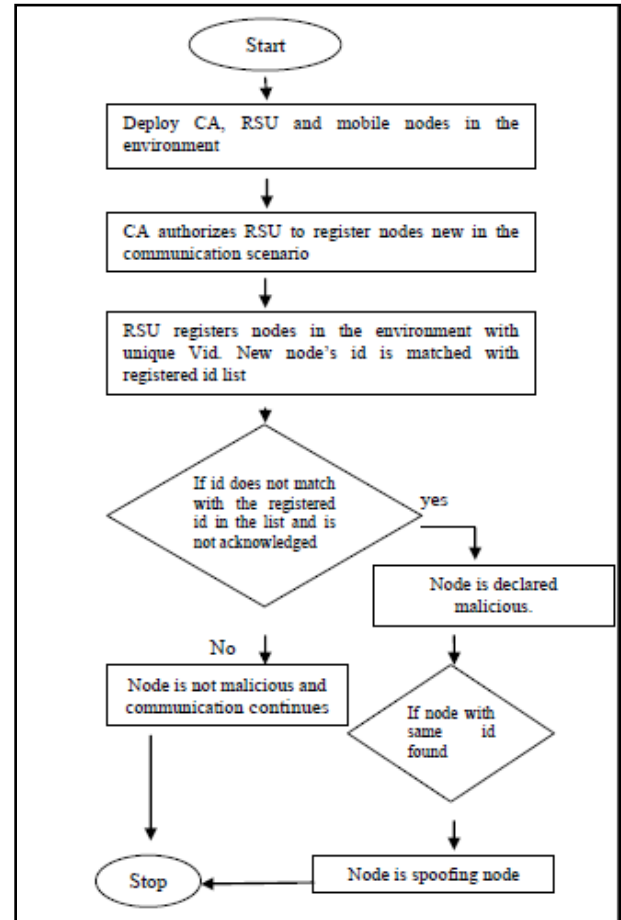 Start
Deploy CA, RSU and mobile nodes in the
environment
CA authorizes RSU to register nodes new in the
communication scenario
RSU registers nodes in the environment with
unique Vid. New node's id is matched with
registered id list
If id does not match
with the registered
id in the list and is
not acknowledged
yes
Node is declared
malicious.
No
Node is not malicious and
communication continues
If node with
same id
found
Node is spoofing node
Stop